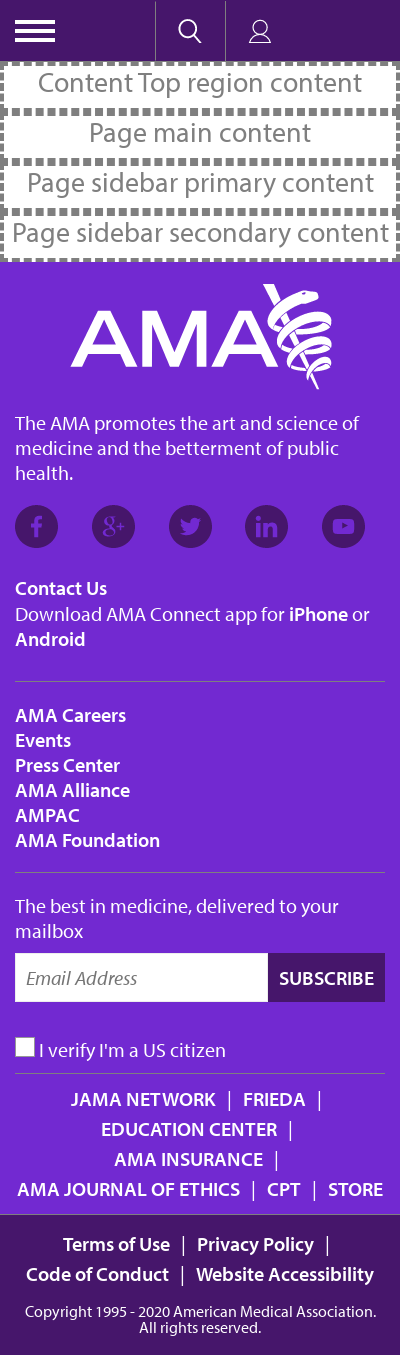 Content Top region content
Page main content
Page sidebar primary content
Page sidebar secondary content
AMA
The AMA promotes the art and science of
medicine and the betterment of public
health.
Contact Us
Download AMA Connect app for iPhone or
Android
AMA Careers
Events
Press Center
AMA Alliance
AMPAC
AMA Foundation
The best in medicine, delivered to your
mailbox
Email Address SUBSCRIBE
I verify I'm a US citizen
JAMA NETWORK | FRIEDA |
EDUCATION CENTER |
AMA INSURANCE |
AMA JOURNAL OF ETHICS | CPT | STORE
Terms of Use | Privacy Policy |
Code of Conduct | Website Accessibility
Copyright 1995 - 2020 American Medical Association.
All rights reserved.